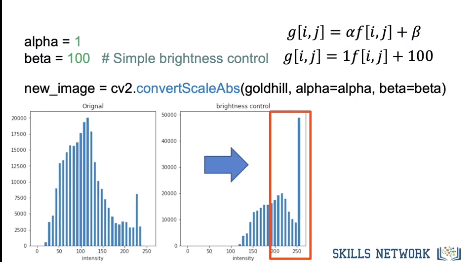 alpha = 1
beta = 100 # Simple brightness control
g[i,j] = αf[i,j] + β
g[i,j] = 1f[i,j] + 100
new_image = cv2.convertScaleAbs(goldhill, alpha=alpha, beta=beta)
Orignal
20000
17500
15000
12500
10000
7500
5000
2500
0
0 50 100 150 200 250
intensity
brightness control
50000
40000
30000
20000
10000
0
0 50 100 150 200 250
intensity
SKILLS NETWORK